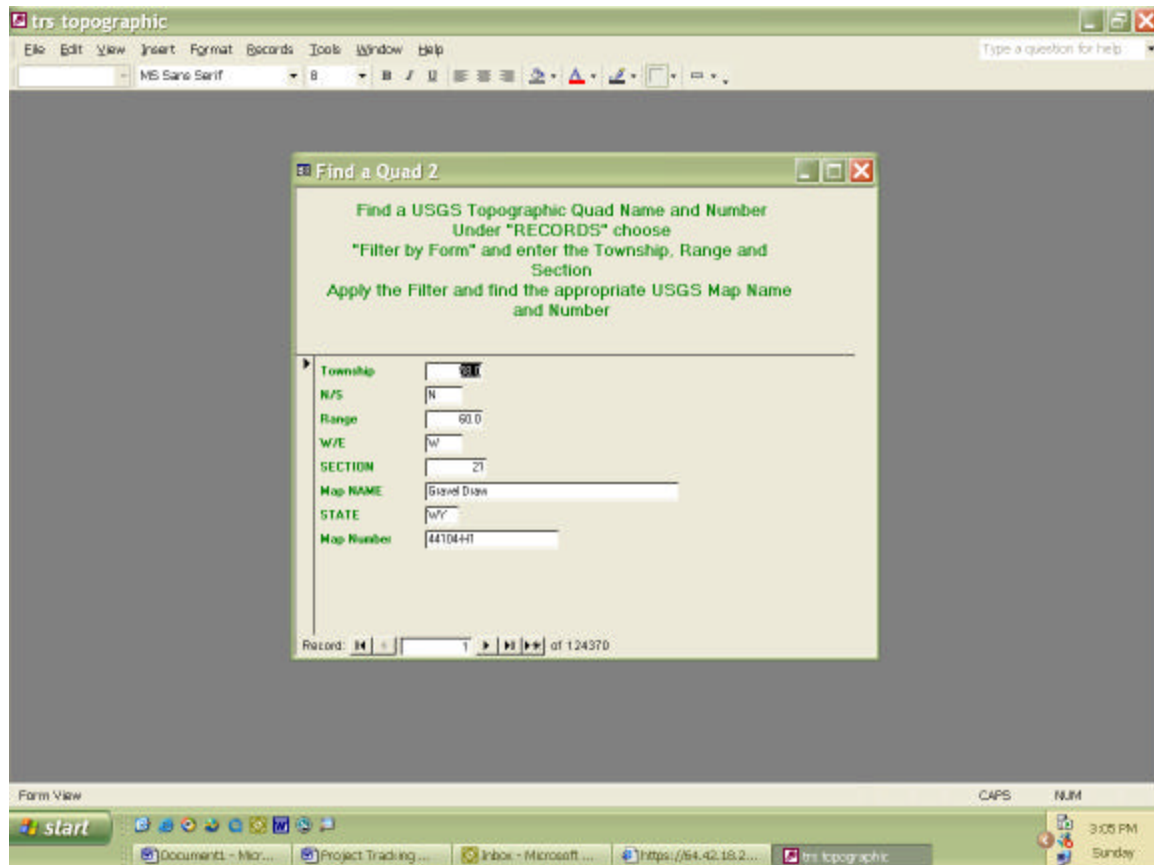 trs topographic
File Edit View Insert Format Records Tools Window Help
Type a question for help
MS Sans Serif 8 B I U A
Find a Quad 2
Find a USGS Topographic Quad Name and Number
Under "RECORDS" choose
"Filter by Form" and enter the Township, Range and
Section
Apply the Filter and find the appropriate USGS Map Name
and Number
Township
N/S N
Range 60.0
W/E W
SECTION 21
Map NAME Gravel Draw
STATE WY
Map Number 44104-H1
Record: 1 of 124370
Form View CAPS NUM
start 3:05 PM
Document1 - Micr... Project Tracking ... Inbox - Microsoft ... https://64.42.18.2... trs topographic Sunday